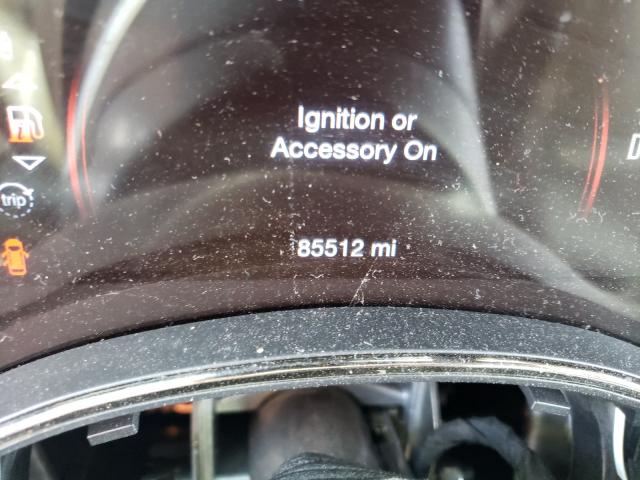 Ignition or
Accessory On
trip
85512 mi